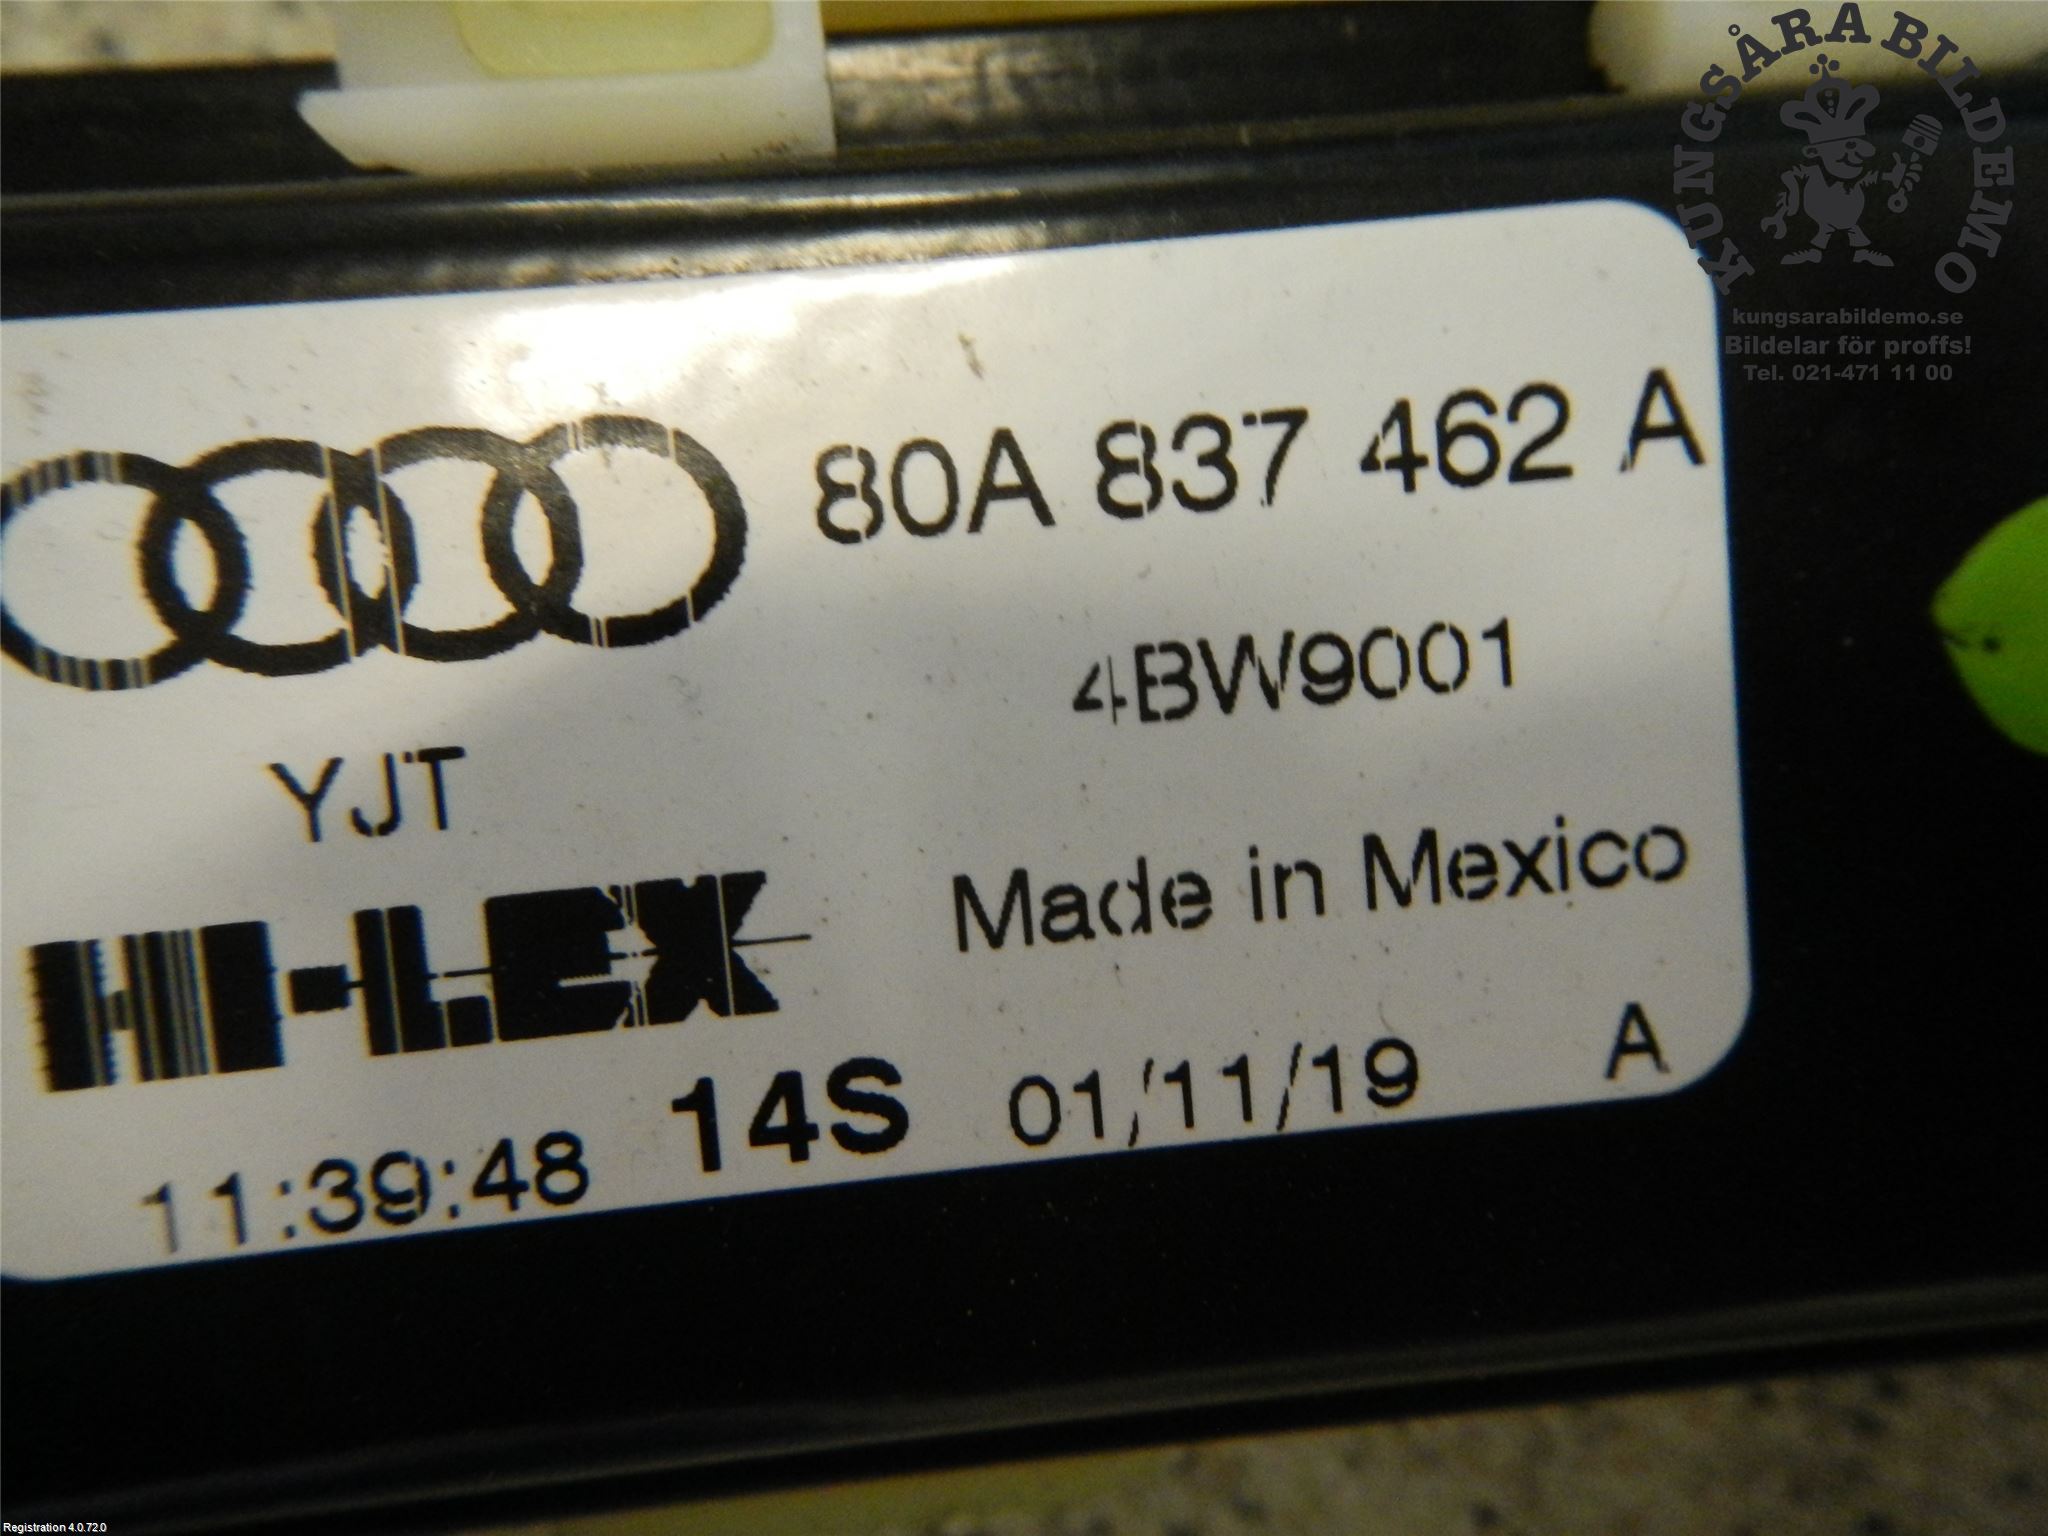 KUNGSÅRA BILDEMO
kungsarabildemo.se
Bildelar för proffs!
Tel. 021-471 11 00
80A 837 462 A
4BW9001
YJT
HI-LEX
Made in Mexico
11:39:48 14S 01/11/19 A
Registration 4.0.72.0